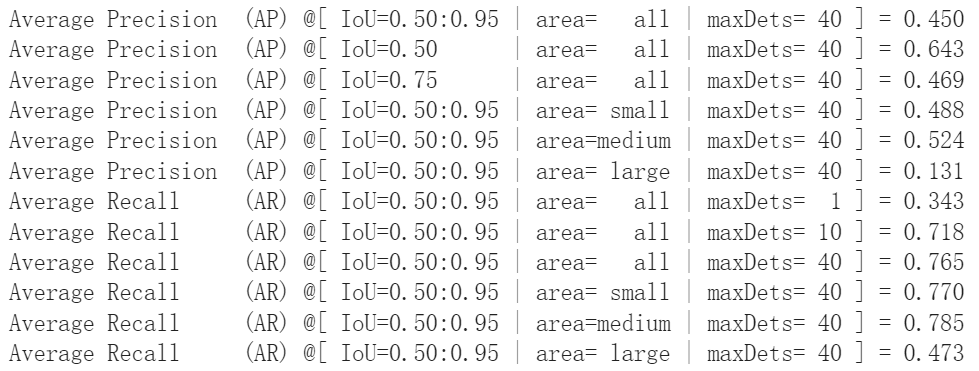 Average Precision  (AP) @[ IoU=0.50:0.95 | area=   all | maxDets= 40 ] = 0.450
Average Precision  (AP) @[ IoU=0.50      | area=   all | maxDets= 40 ] = 0.643
Average Precision  (AP) @[ IoU=0.75      | area=   all | maxDets= 40 ] = 0.469
Average Precision  (AP) @[ IoU=0.50:0.95 | area= small | maxDets= 40 ] = 0.488
Average Precision  (AP) @[ IoU=0.50:0.95 | area=medium | maxDets= 40 ] = 0.524
Average Precision  (AP) @[ IoU=0.50:0.95 | area= large | maxDets= 40 ] = 0.131
Average Recall     (AR) @[ IoU=0.50:0.95 | area=   all | maxDets=  1 ] = 0.343
Average Recall     (AR) @[ IoU=0.50:0.95 | area=   all | maxDets= 10 ] = 0.718
Average Recall     (AR) @[ IoU=0.50:0.95 | area=   all | maxDets= 40 ] = 0.765
Average Recall     (AR) @[ IoU=0.50:0.95 | area= small | maxDets= 40 ] = 0.770
Average Recall     (AR) @[ IoU=0.50:0.95 | area=medium | maxDets= 40 ] = 0.785
Average Recall     (AR) @[ IoU=0.50:0.95 | area= large | maxDets= 40 ] = 0.473